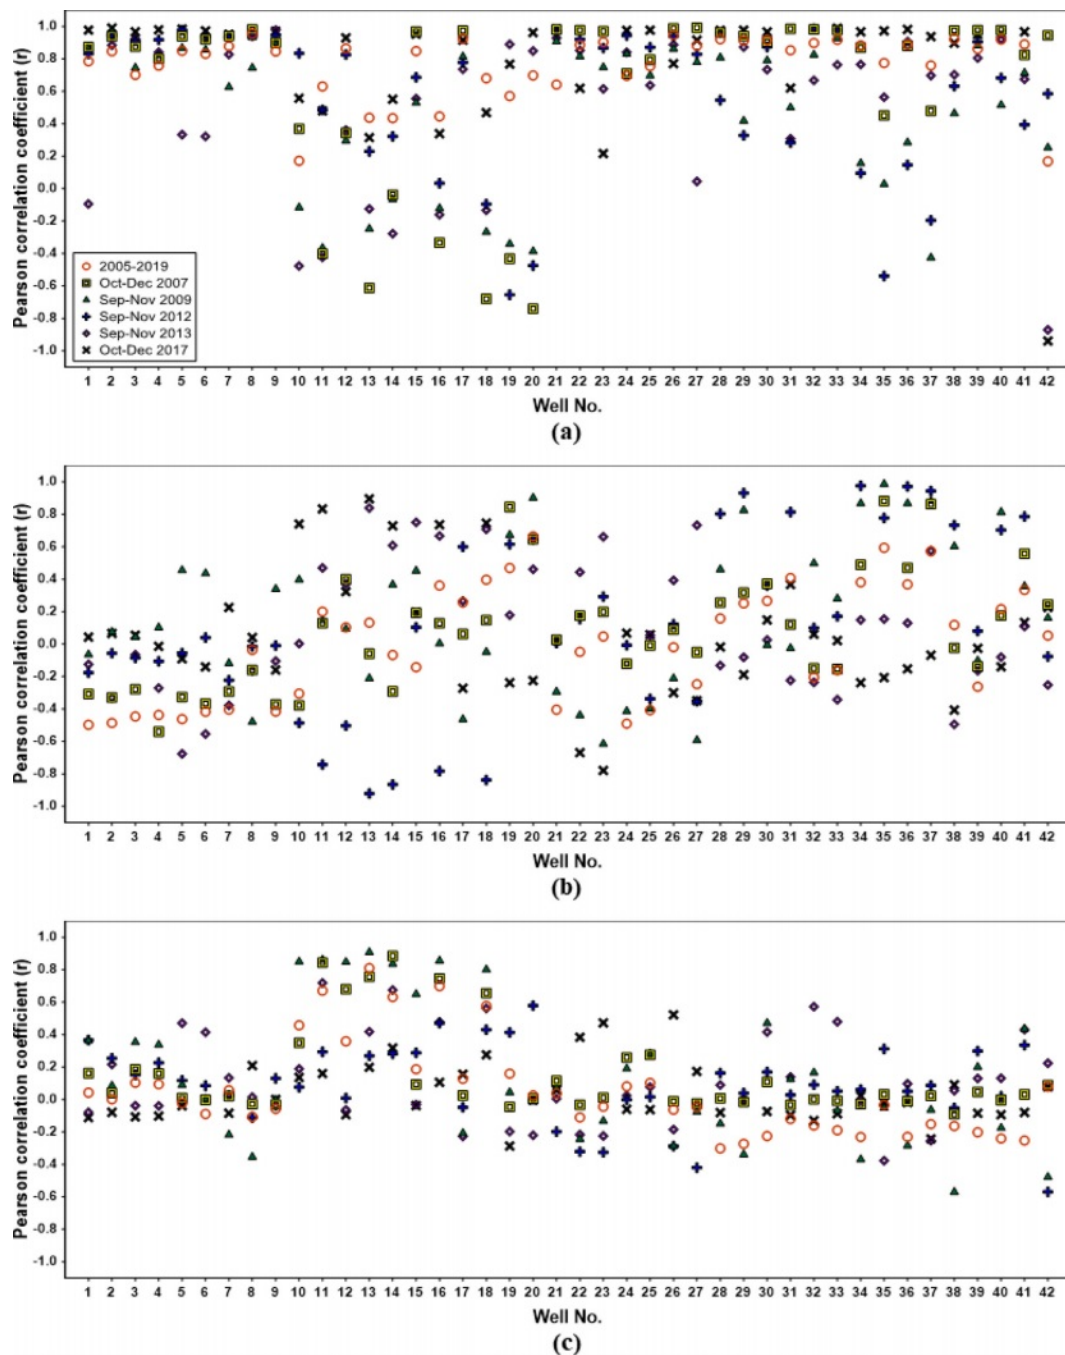 Pearson correlation coefficient (r)
1.0
0.8
0.6
0.4
0.2
0.0
-0.2
-0.4
-0.6
-0.8
-1.0
2005-2019
Oct-Dec 2007
Sep-Nov 2009
Sep-Nov 2012
Sep-Nov 2013
Oct-Dec 2017
1 2 3 4 5 6 7 8 9 10 11 12 13 14 15 16 17 18 19 20 21 22 23 24 25 26 27 28 29 30 31 32 33 34 35 36 37 38 39 40 41 42
Well No.
(a)
Pearson correlation coefficient (r)
1.0
0.8
0.6
0.4
0.2
0.0
-0.2
-0.4
-0.6
-0.8
-1.0
1 2 3 4 5 6 7 8 9 10 11 12 13 14 15 16 17 18 19 20 21 22 23 24 25 26 27 28 29 30 31 32 33 34 35 36 37 38 39 40 41 42
Well No.
(b)
Pearson correlation coefficient (r)
1.0
0.8
0.6
0.4
0.2
0.0
-0.2
-0.4
-0.6
-0.8
-1.0
1 2 3 4 5 6 7 8 9 10 11 12 13 14 15 16 17 18 19 20 21 22 23 24 25 26 27 28 29 30 31 32 33 34 35 36 37 38 39 40 41 42
Well No.
(c)